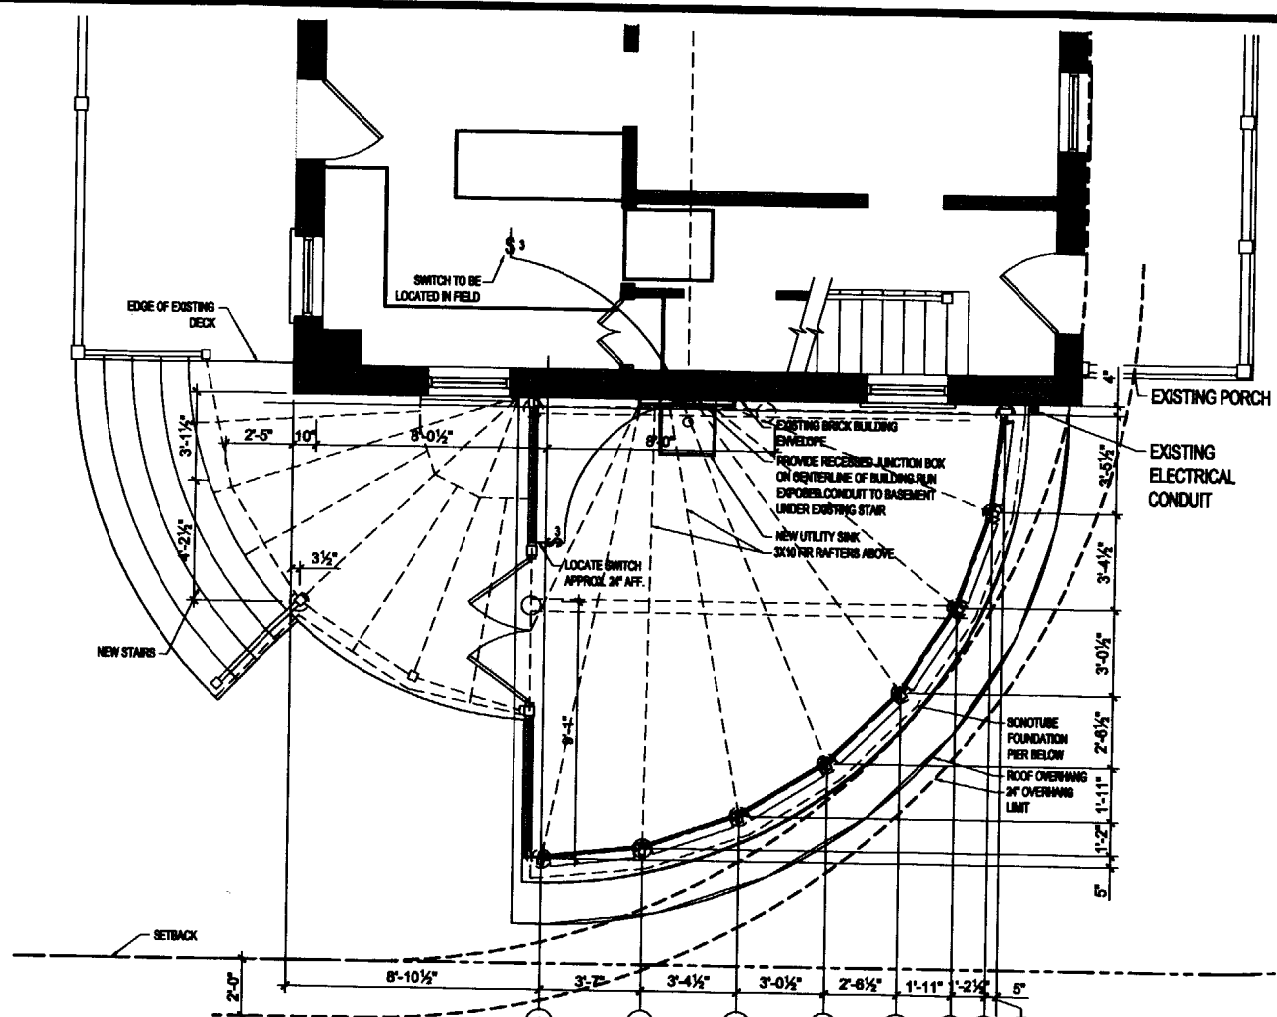 S 3
SWITCH TO BE
LOCATED IN FIELD
EDGE OF EXISTING
DECK
4"
EXISTING PORCH
EXISTING
ELECTRICAL
CONDUIT
3'-1½"
2'-5"
10"
8'-0½"
8'-0"
EXISTING BRICK BUILDING
ENVELOPE
PROVIDE RECESSED JUNCTION BOX
ON CENTERLINE OF BUILDING RUN
EXPOSED CONDUIT TO BASEMENT
UNDER EXISTING STAIR
3'-5½"
NEW UTILITY SINK
3X10 FIR RAFTERS ABOVE
4'-2½"
3½"
3
LOCATE SWITCH
APPROX. 24" AFF.
3'-4½"
NEW STAIRS
3'-0½"
9'-1"
SONOTUBE
FOUNDATION
PIER BELOW
2'-6½"
ROOF OVERHANG
24" OVERHANG
LIMIT
1'-11"
1'-2"
5"
SETBACK
2'-0"
8'-10½"
3'-7"
3'-4½"
3'-0½"
2'-6½"
1'-11"
1'-2½"
5"